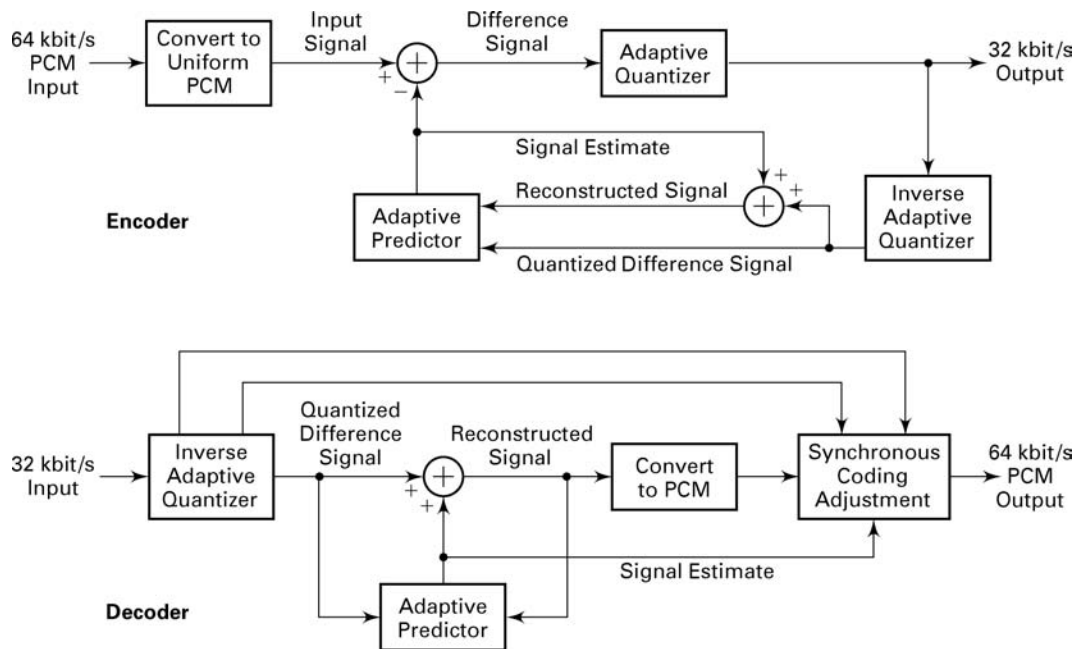 64 kbit/s
PCM
Input
Convert to
Uniform
PCM
Input
Signal
+
−
+
Difference
Signal
Adaptive
Quantizer
32 kbit/s
Output
Signal Estimate
+
+
+
Reconstructed Signal
Adaptive
Predictor
Inverse
Adaptive
Quantizer
Quantized Difference Signal
Encoder
32 kbit/s
Input
Inverse
Adaptive
Quantizer
Quantized
Difference
Signal
+
+
+
Reconstructed
Signal
Convert
to PCM
Synchronous
Coding
Adjustment
64 kbit/s
PCM
Output
Signal Estimate
Adaptive
Predictor
Decoder